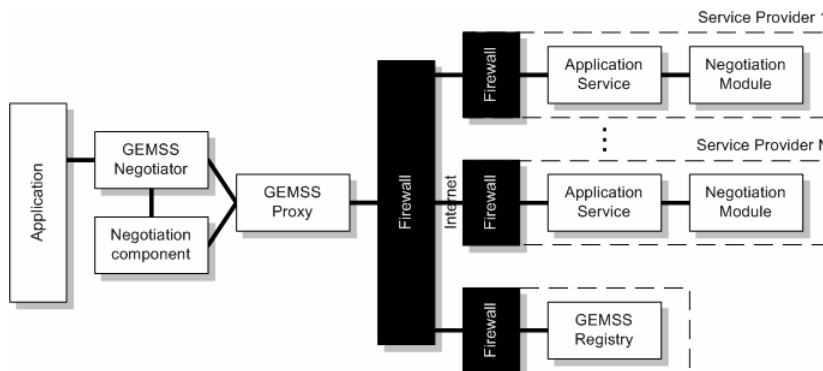 Application
GEMSS
Negotiator
Negotiation
component
GEMSS
Proxy
Firewall
Internet
Service Provider 1
Firewall
Application
Service
Negotiation
Module
Service Provider N
Firewall
Application
Service
Negotiation
Module
Firewall
GEMSS
Registry